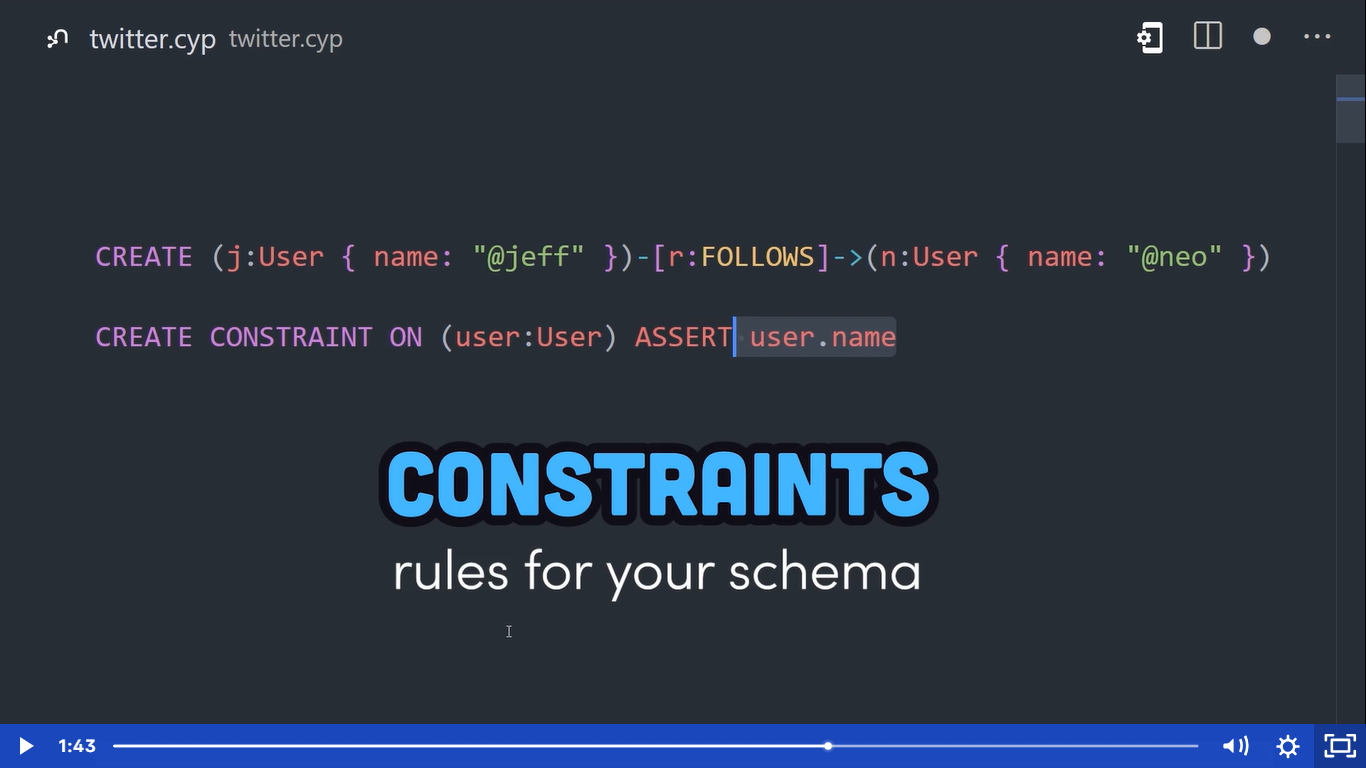 twitter.cyp twitter.cyp
CREATE (j:User { name: "@jeff" })-[r:FOLLOWS]->(n:User { name: "@neo" })
CREATE CONSTRAINT ON (user:User) ASSERT user.name
CONSTRAINTS
rules for your schema
1:43